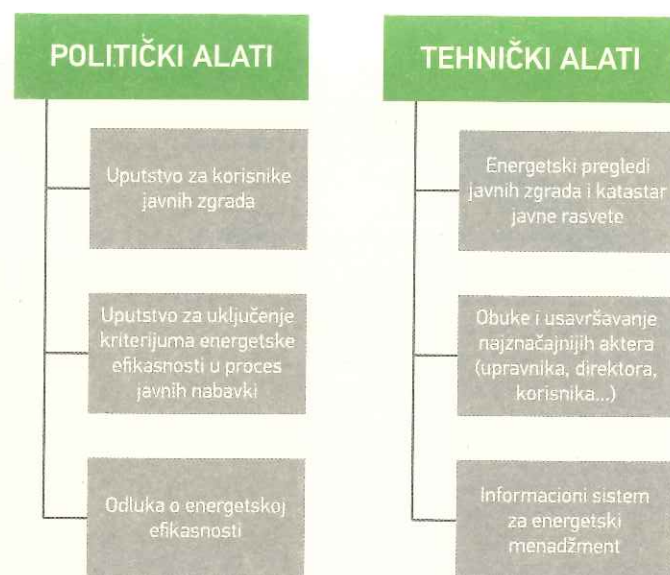 POLITIČKI ALATI
Uputstvo za korisnike
javnih zgrada
Uputstvo za uključenje
kriterijuma energetske
efikasnosti u proces
javnih nabavki
Odluka o energetskoj
efikasnosti
TEHNIČKI ALATI
Energetski pregledi
javnih zgrada i katastar
javne rasvete
Obuke i usavršavanje
najznačajnijih aktera
(upravnika, direktora,
korisnika...)
Informacioni sistem
za energetski
menadžment